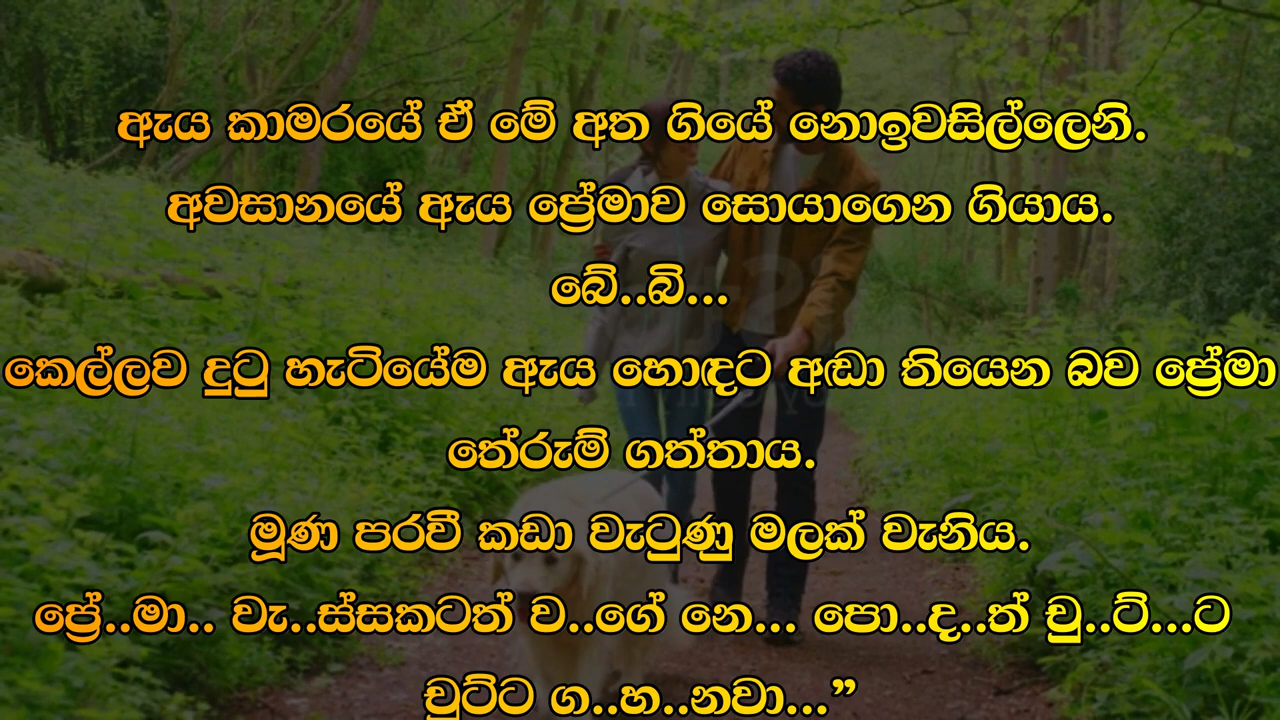 ඇය කාමරයේ ඒ මේ අත ගියේ නොඉවසිල්ලෙනි.
අවසානයේ ඇය ප්‍රේමාව සොයාගෙන ගියාය.
බේ..බි...
කෙල්ලව දුටු හැටියේම ඇය හොඳට අඬා තියෙන බව ප්‍රේමා
තේරුම් ගත්තාය.
මූණ පරවී කඩා වැටුණු මලක් වැනිය.
ප්‍රේ..මා.. වැ..ස්සකටත් ව..ගේ නෙ... පො..ද..ත් චු..ට්...ට
චුට්ට ග..හ..නවා...”